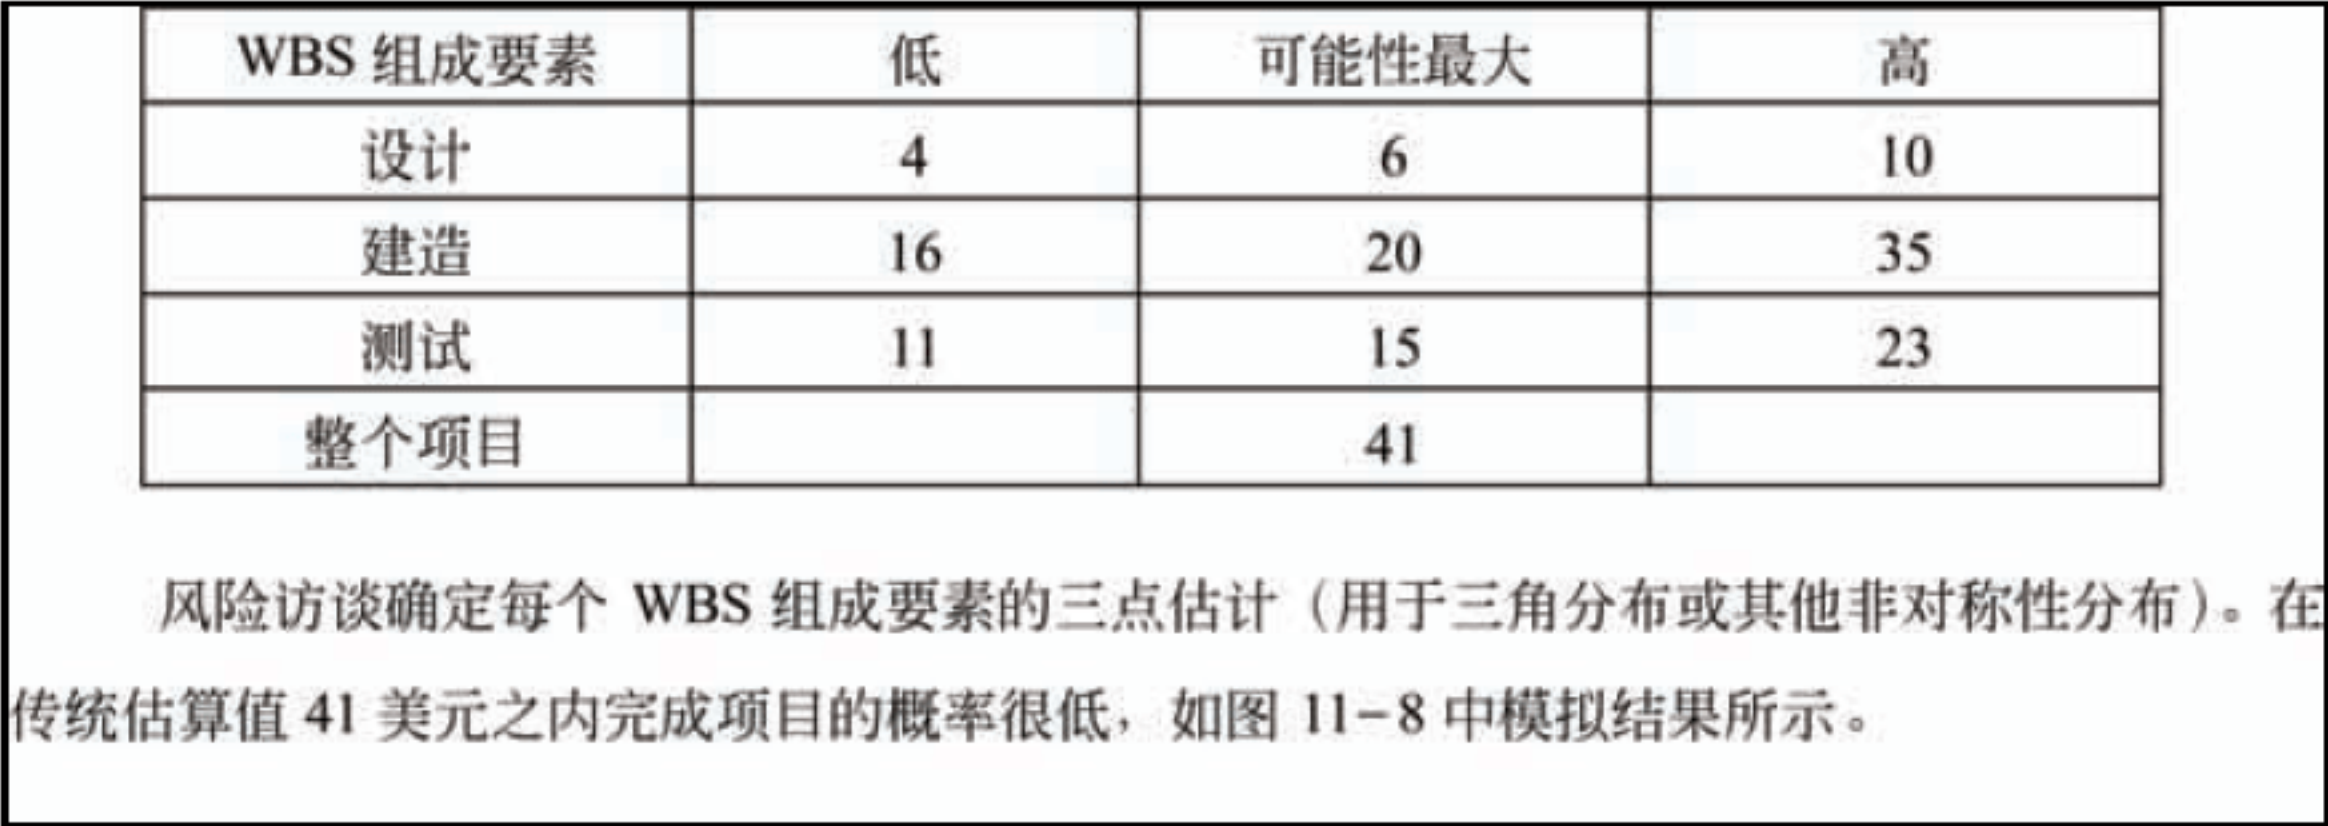 WBS 组成要素 低 可能性最大 高
设计 4 6 10
建造 16 20 35
测试 11 15 23
整个项目 41
风险访谈确定每个 WBS 组成要素的三点估计（用于三角分布或其他非对称性分布）。在
传统估算值 41 美元之内完成项目的概率很低，如图 11-8 中模拟结果所示。